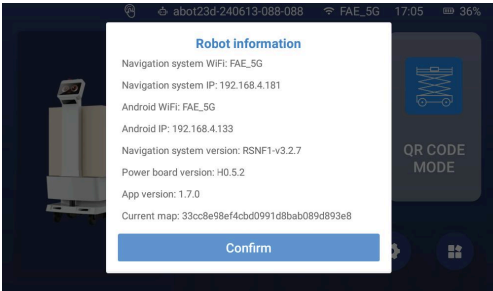 abot23d-240613-088-088 FAE_5G 17:05 36%
Robot information
Navigation system WiFi: FAE_5G
Navigation system IP: 192.168.4.181
Android WiFi: FAE_5G
Android IP: 192.168.4.133
Navigation system version: RSNF1-v3.2.7
Power board version: H0.5.2
App version: 1.7.0
Current map: 33cc8e98ef4cbd0991d8bab089d893e8
Confirm
QR CODE
MODE